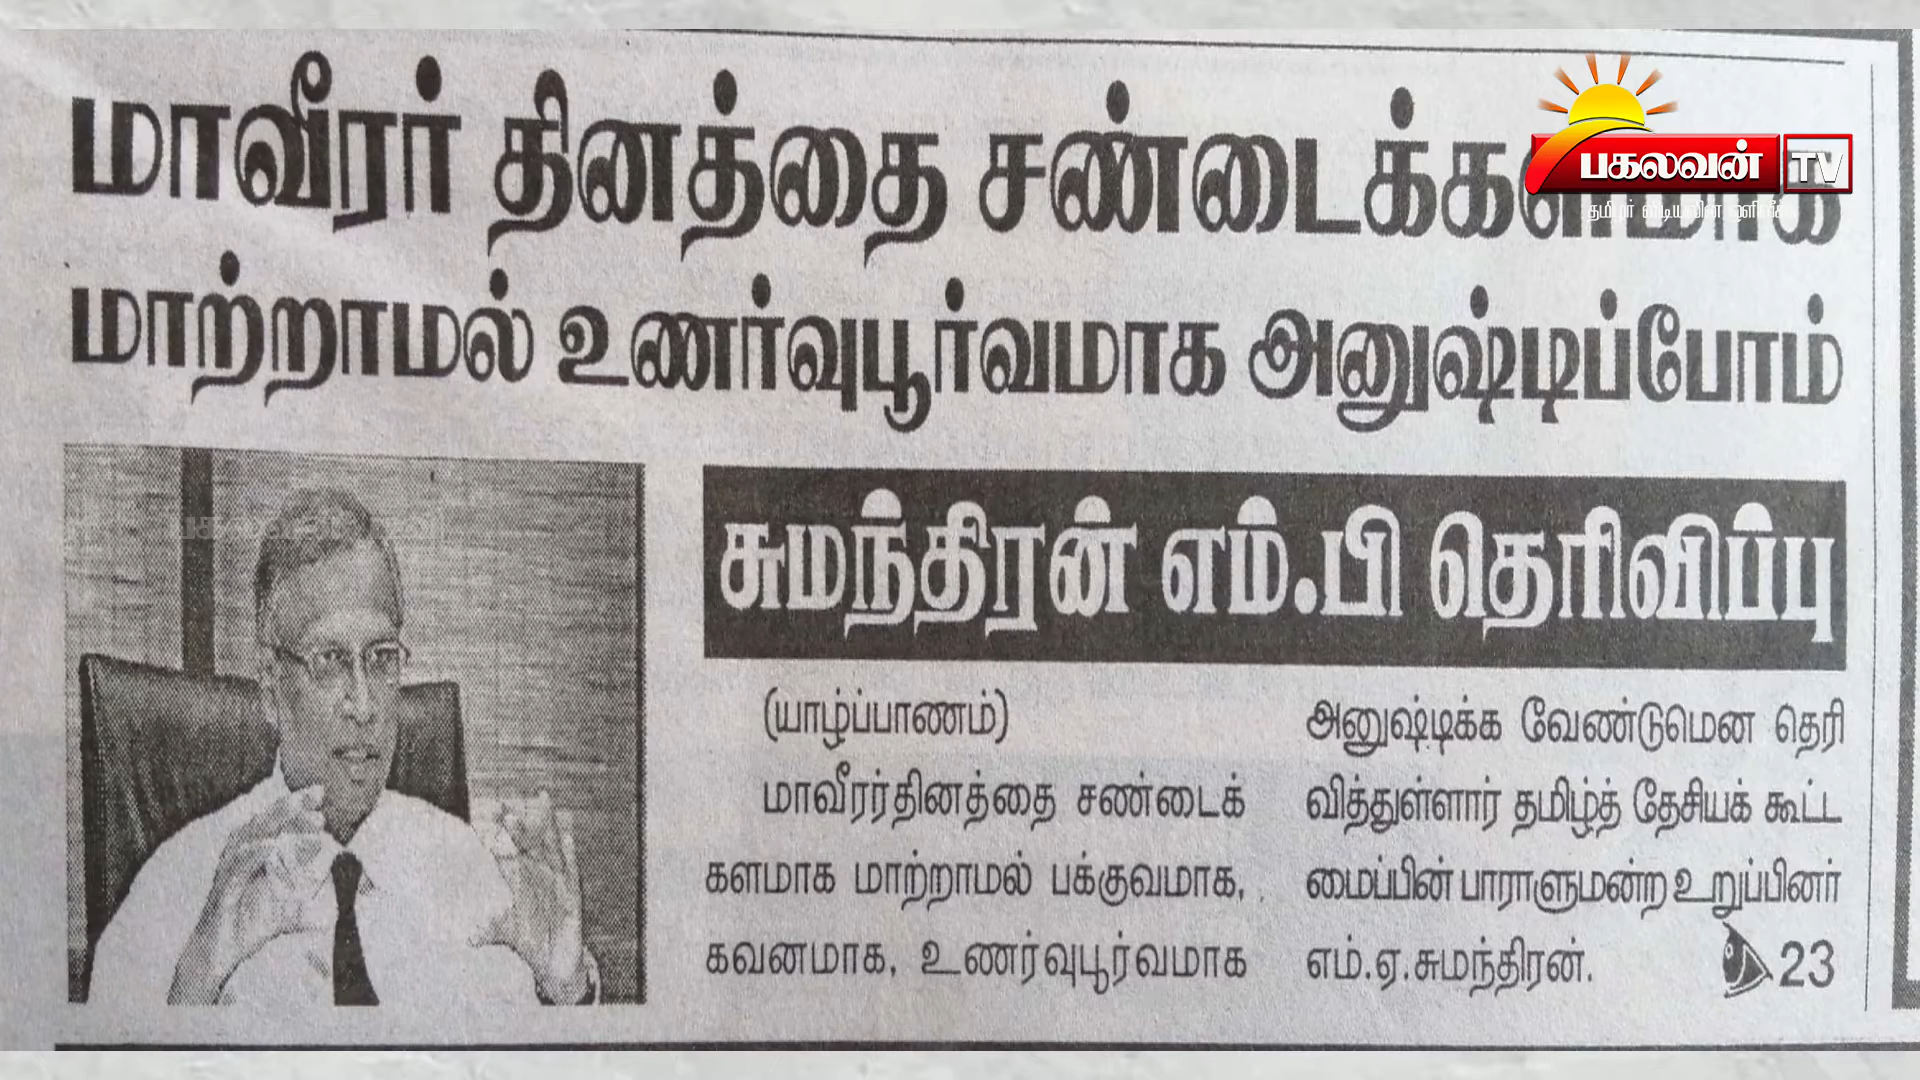 மாவீரர் தினத்தை சண்டைக்களமாக
பகலவன் TV
மாற்றாமல் உணர்வுபூர்வமாக அனுஷ்டிப்போம்
சுமந்திரன் எம்.பி தெரிவிப்பு
(யாழ்ப்பாணம்)
மாவீரர்தினத்தை சண்டைக்
களமாக மாற்றாமல் பக்குவமாக,
கவனமாக, உணர்வுபூர்வமாக
அனுஷ்டிக்க வேண்டுமென தெரி
வித்துள்ளார் தமிழ்த் தேசியக் கூட்ட
மைப்பின் பாராளுமன்ற உறுப்பினர்
எம்.ஏ.சுமந்திரன்.
23